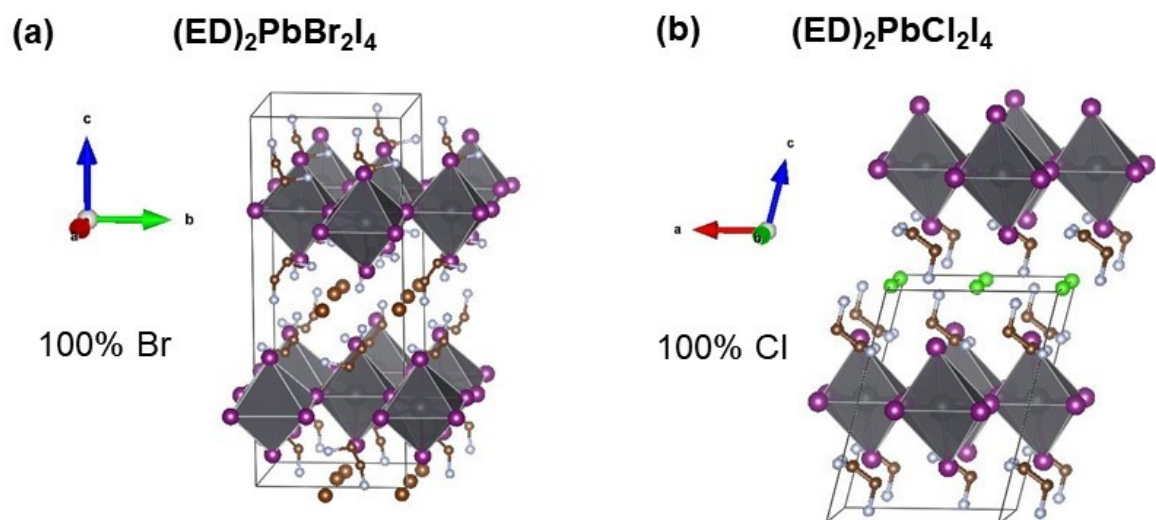 (a) (ED)₂PbBr₂I₄
c
b
a
100% Br
(b) (ED)₂PbCl₂I₄
c
a
b
100% Cl